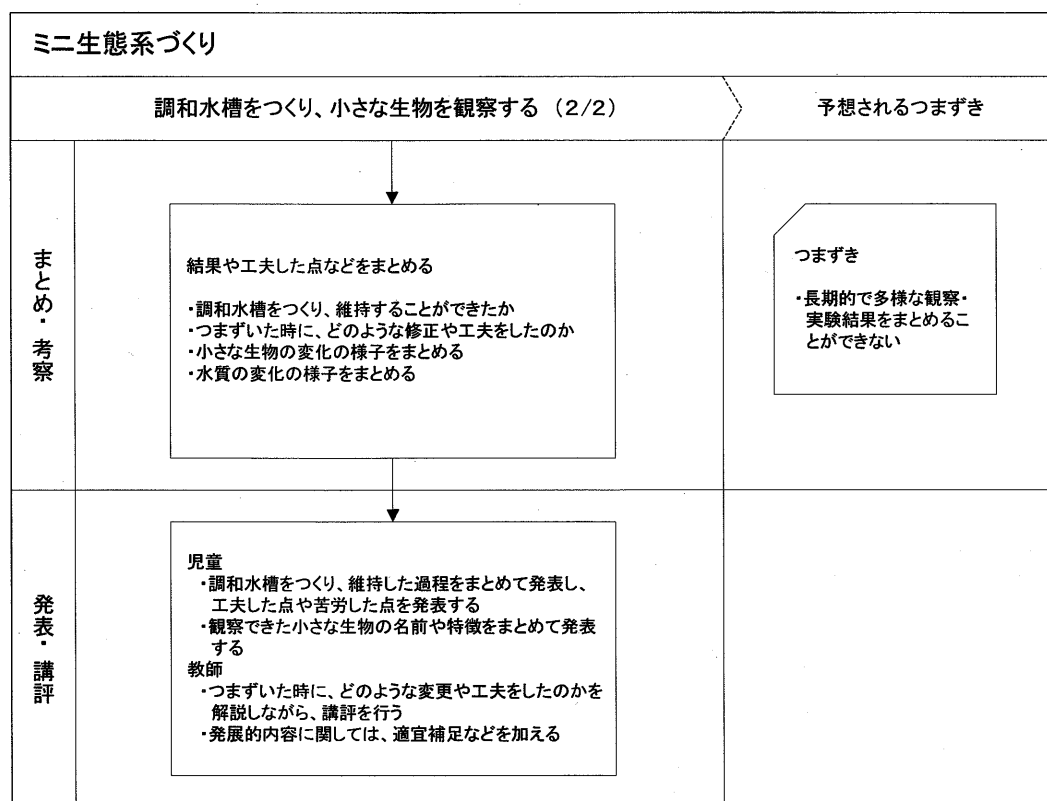 ミニ生態系づくり
調和水槽をつくり、小さな生物を観察する (2/2)
予想されるつまずき
まとめ・考察
結果や工夫した点などをまとめる
・調和水槽をつくり、維持することができたか
・つまずいた時に、どのような修正や工夫をしたのか
・小さな生物の変化の様子をまとめる
・水質の変化の様子をまとめる
つまずき
・長期的で多様な観察・
実験結果をまとめるこ
とができない
発表・講評
児童
・調和水槽をつくり、維持した過程をまとめて発表し、
工夫した点や苦労した点を発表する
・観察できた小さな生物の名前や特徴をまとめて発表
する
教師
・つまずいた時に、どのような変更や工夫をしたのかを
解説しながら、講評を行う
・発展的内容に関しては、適宜補足などを加える